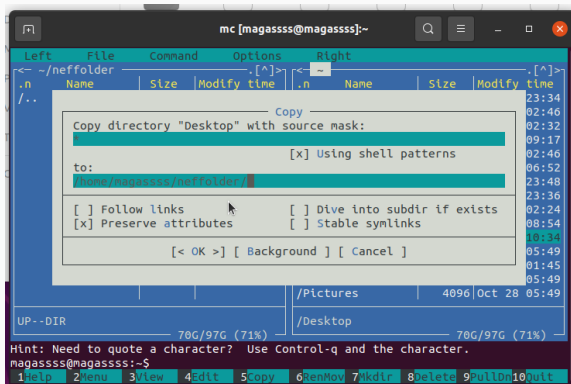 mc [magassss@magassss]:~
Left File Command Options Right
<- ~/neffolder .[^]> <- ~ .[^]>
.n Name Size Modify time .n Name Size Modify time
/.. 23:34
Copy 02:46
Copy directory "Desktop" with source mask: 02:32
* 09:17
[x] Using shell patterns 02:46
to: 06:52
/home/magassss/neffolder/ 23:48
23:36
[ ] Follow links [ ] Dive into subdir if exists 02:24
[x] Preserve attributes [ ] Stable symlinks 08:54
10:34
[< OK >] [ Background ] [ Cancel ] 05:49
01:45
05:49
/Pictures 4096 Oct 28 05:49
UP--DIR /Desktop
70G/97G (71%) 70G/97G (71%)
Hint: Need to quote a character? Use Control-q and the character.
magassss@magassss:~$
1Help 2Menu 3View 4Edit 5Copy 6RenMov 7Mkdir 8Delete 9PullDn 10Quit